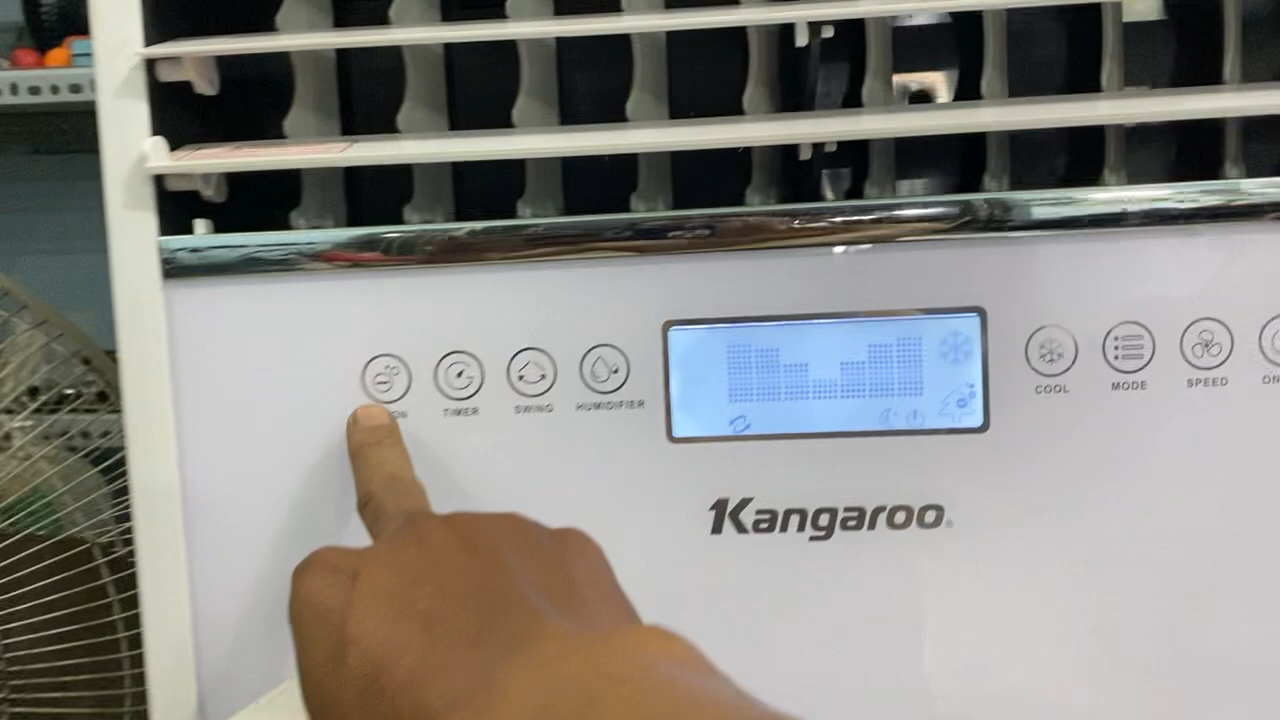 TIMER
SWING
HUMIDIFIER
COOL
MODE
SPEED
Kangaroo